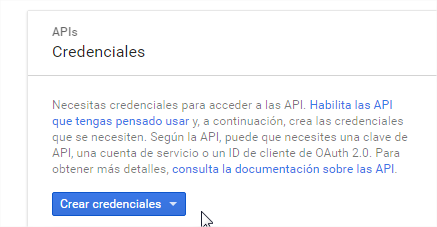 APIs
Credenciales
Necesitas credenciales para acceder a las API. Habilita las API
que tengas pensado usar y, a continuación, crea las credenciales
que se necesiten. Según la API, puede que necesites una clave de
API, una cuenta de servicio o un ID de cliente de OAuth 2.0. Para
obtener más detalles, consulta la documentación sobre las API.
Crear credenciales